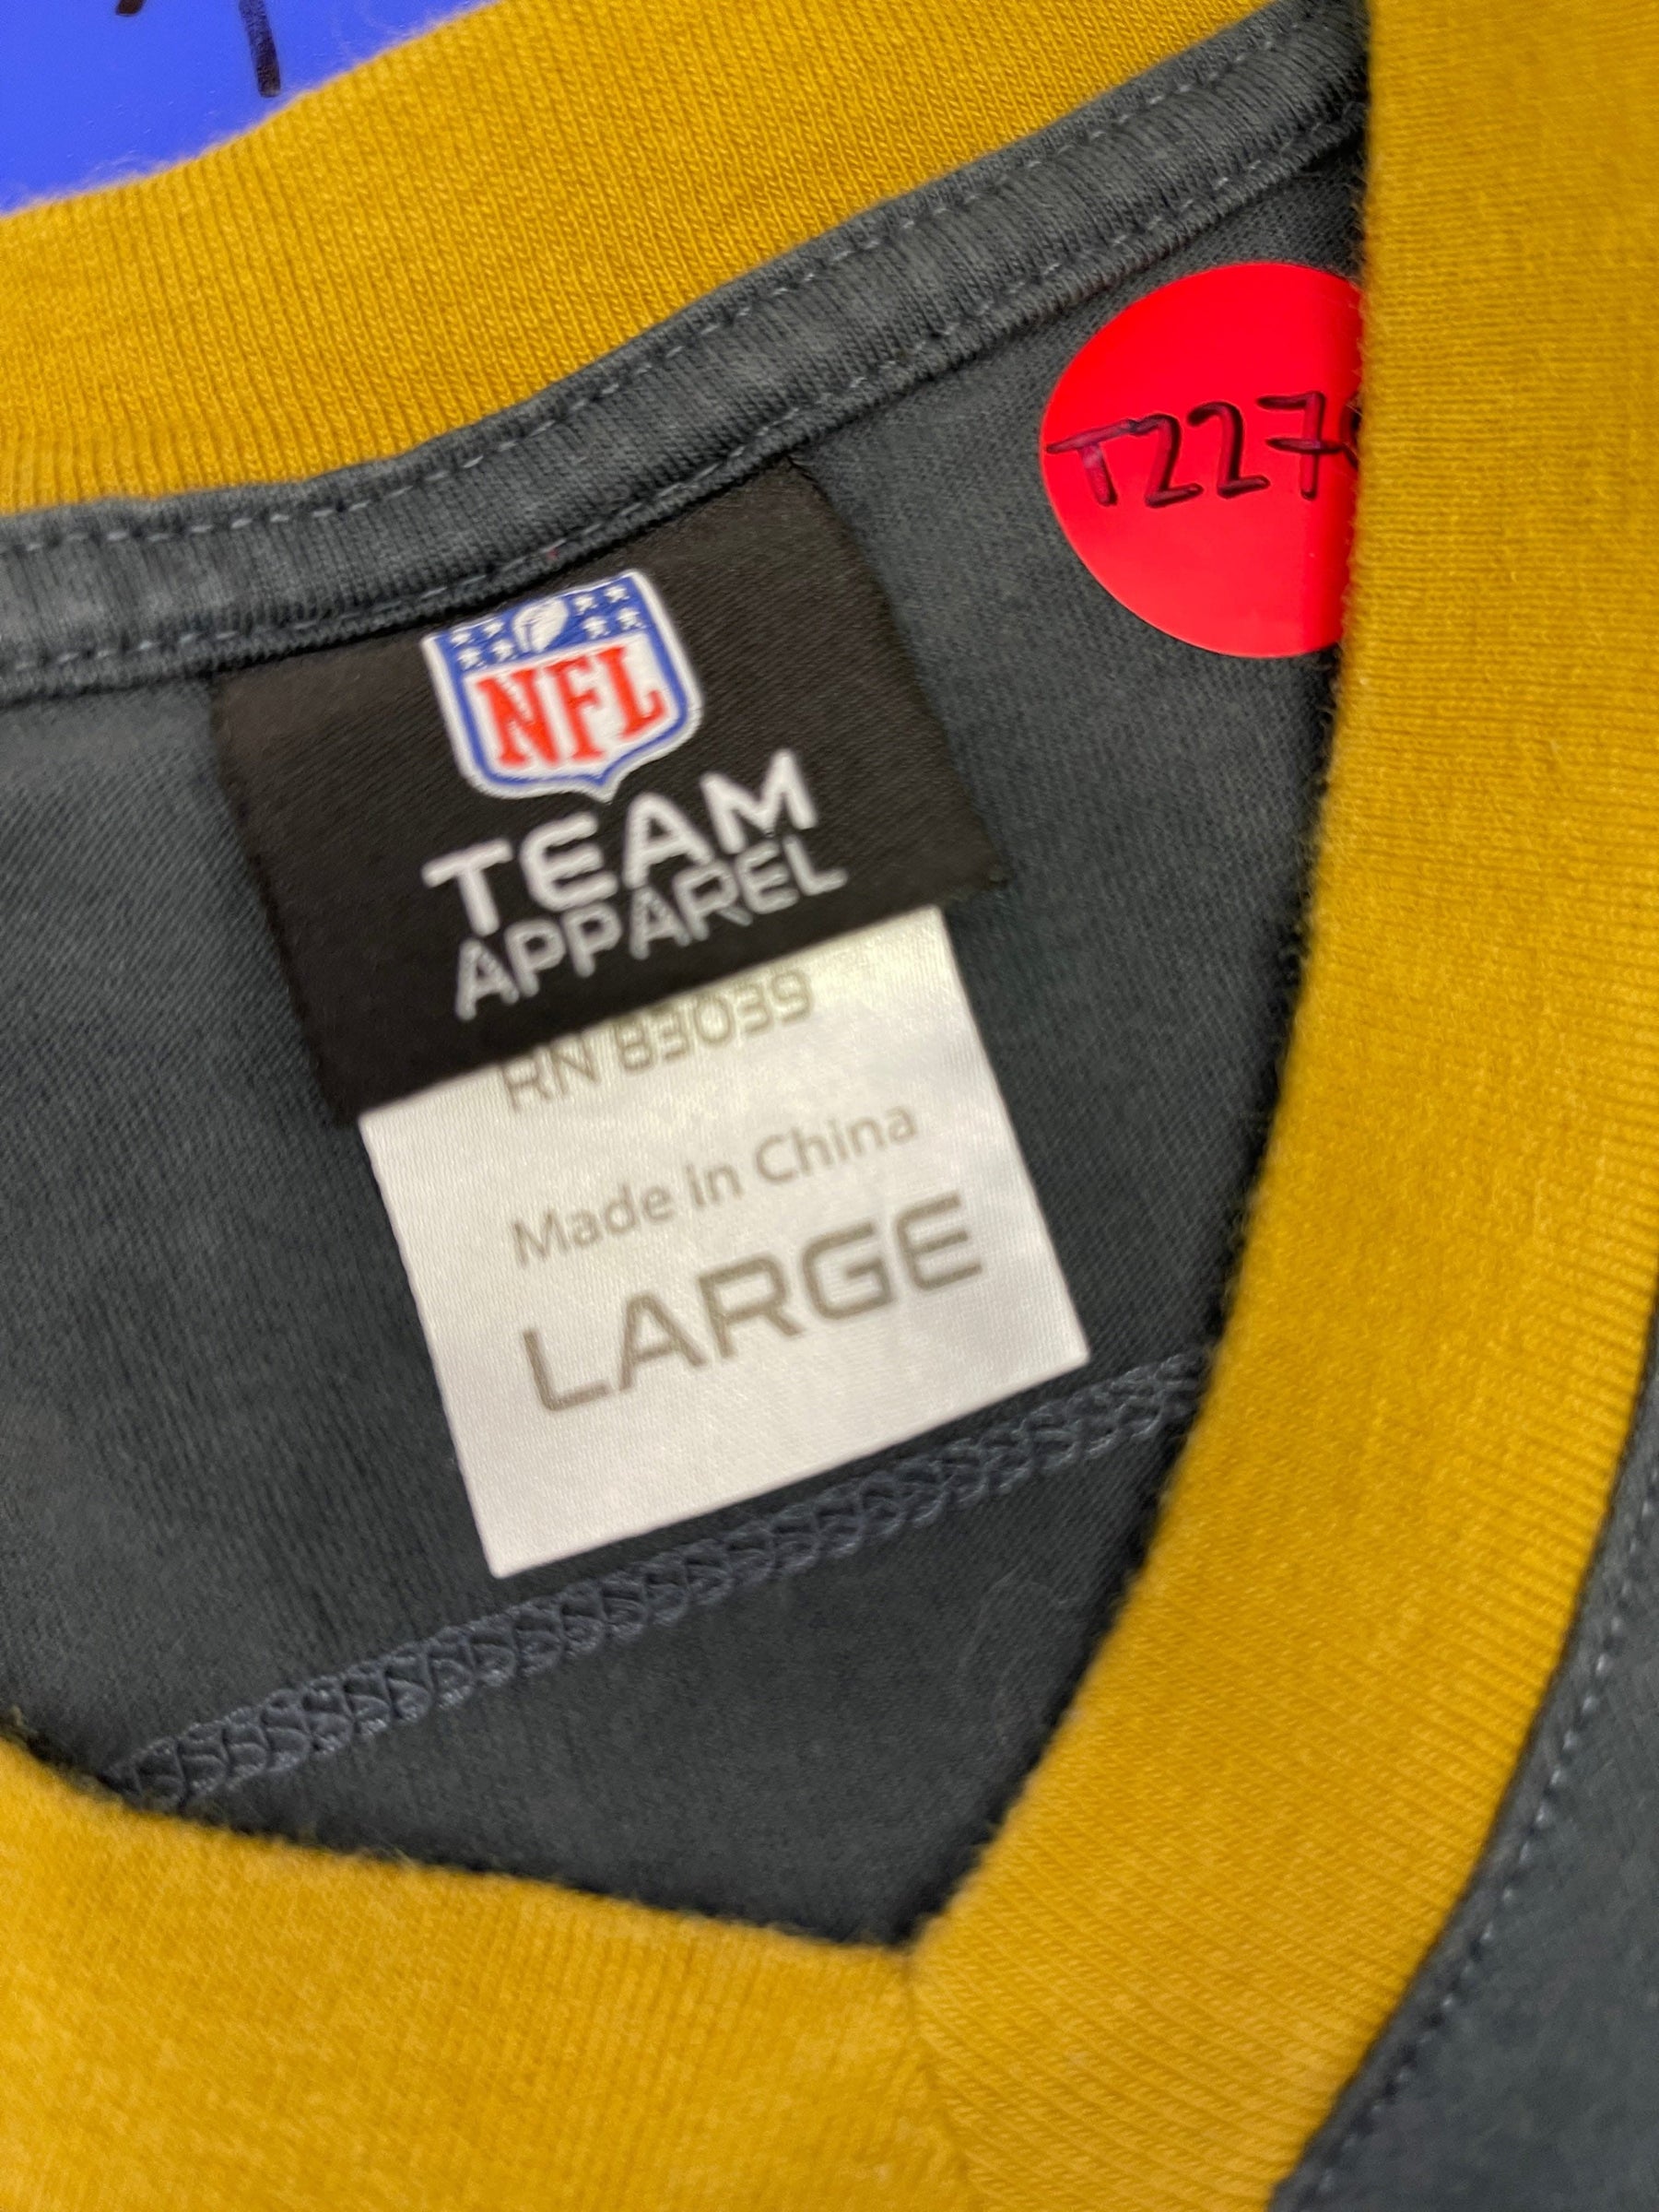 NFL
TEAM
APPAREL
RN 83039
Made in China
LARGE